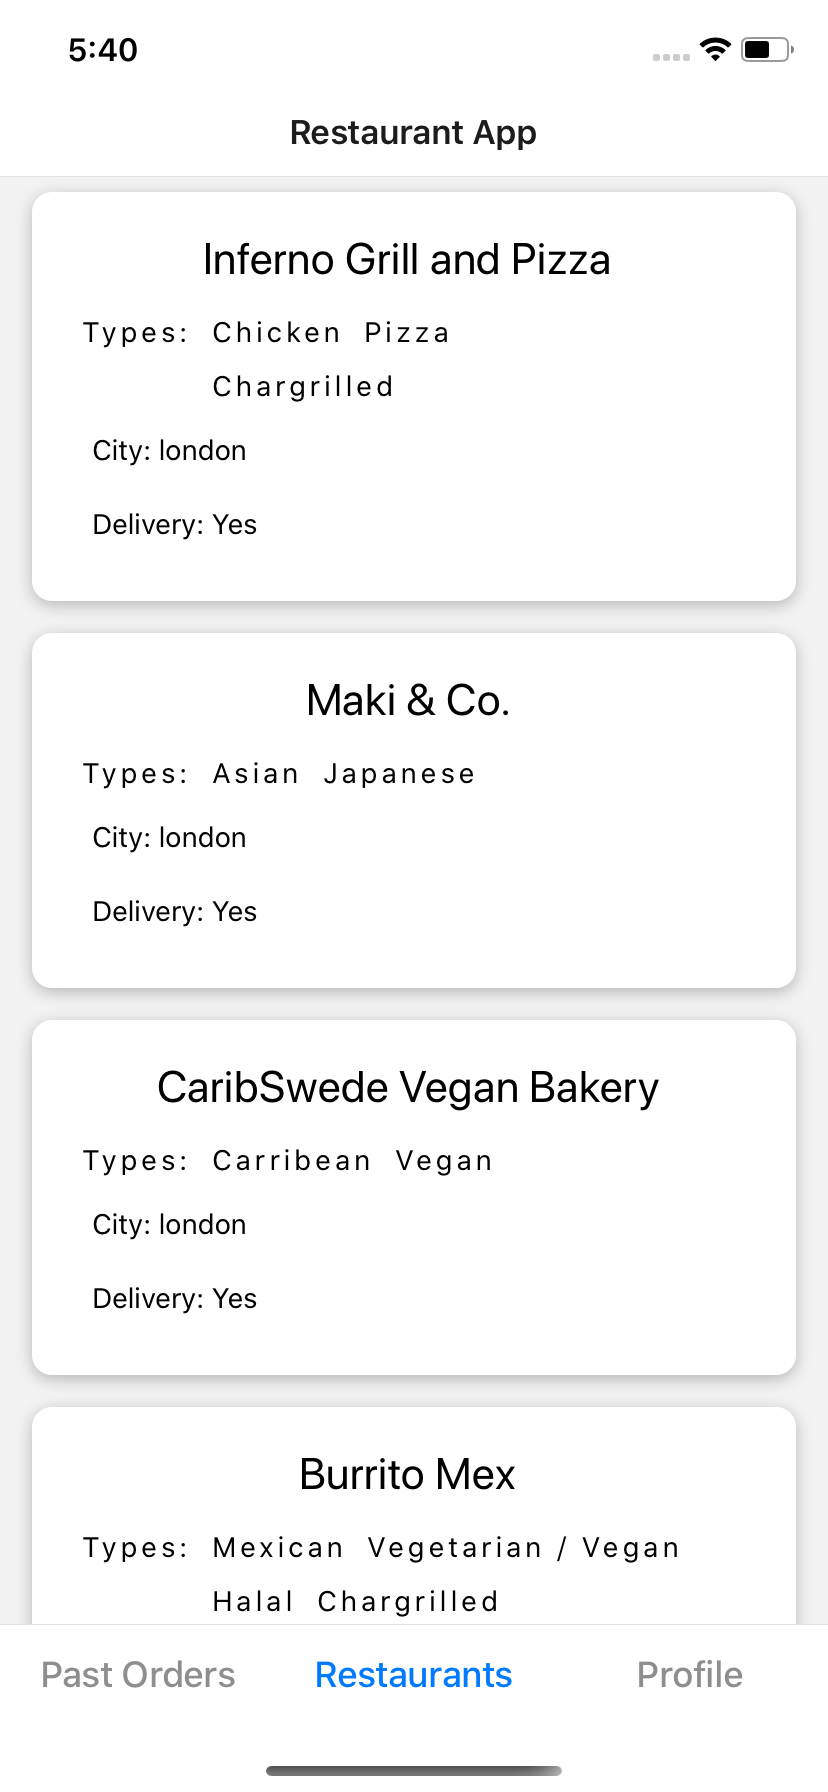 5:40
Restaurant App
Inferno Grill and Pizza
Types: Chicken Pizza
Chargrilled
City: london
Delivery: Yes
Maki & Co.
Types: Asian Japanese
City: london
Delivery: Yes
CaribSwede Vegan Bakery
Types: Carribean Vegan
City: london
Delivery: Yes
Burrito Mex
Types: Mexican Vegetarian / Vegan
Halal Chargrilled
Past Orders Restaurants Profile